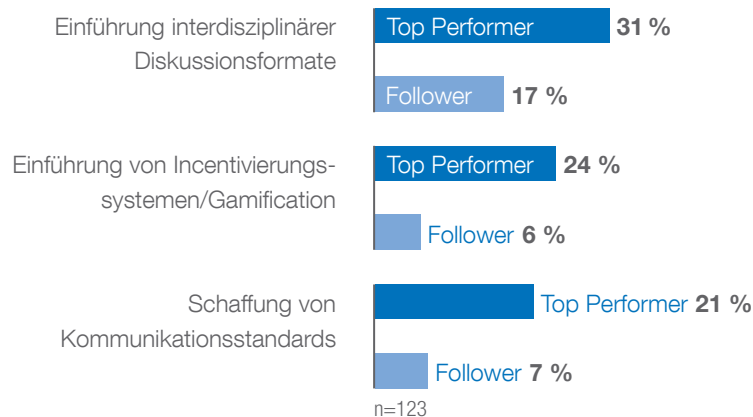 Einführung interdisziplinärer
Diskussionsformate
Top Performer 31 %
Follower 17 %
Einführung von Incentivierungs-
systemen/Gamification
Top Performer 24 %
Follower 6 %
Schaffung von
Kommunikationsstandards
Top Performer 21 %
Follower 7 %
n=123